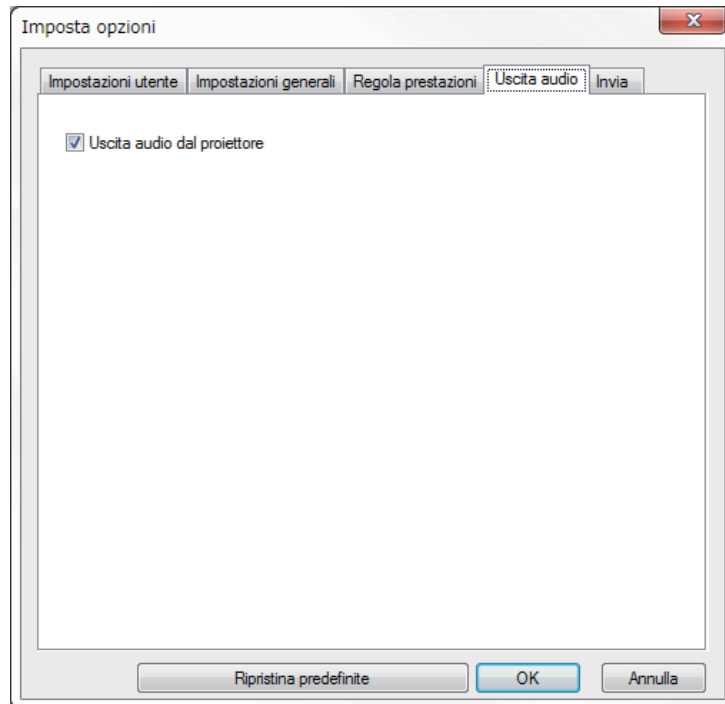 Imposta opzioni
Impostazioni utente Impostazioni generali Regola prestazioni Uscita audio Invia
Uscita audio dal proiettore
Ripristina predefinite OK Annulla